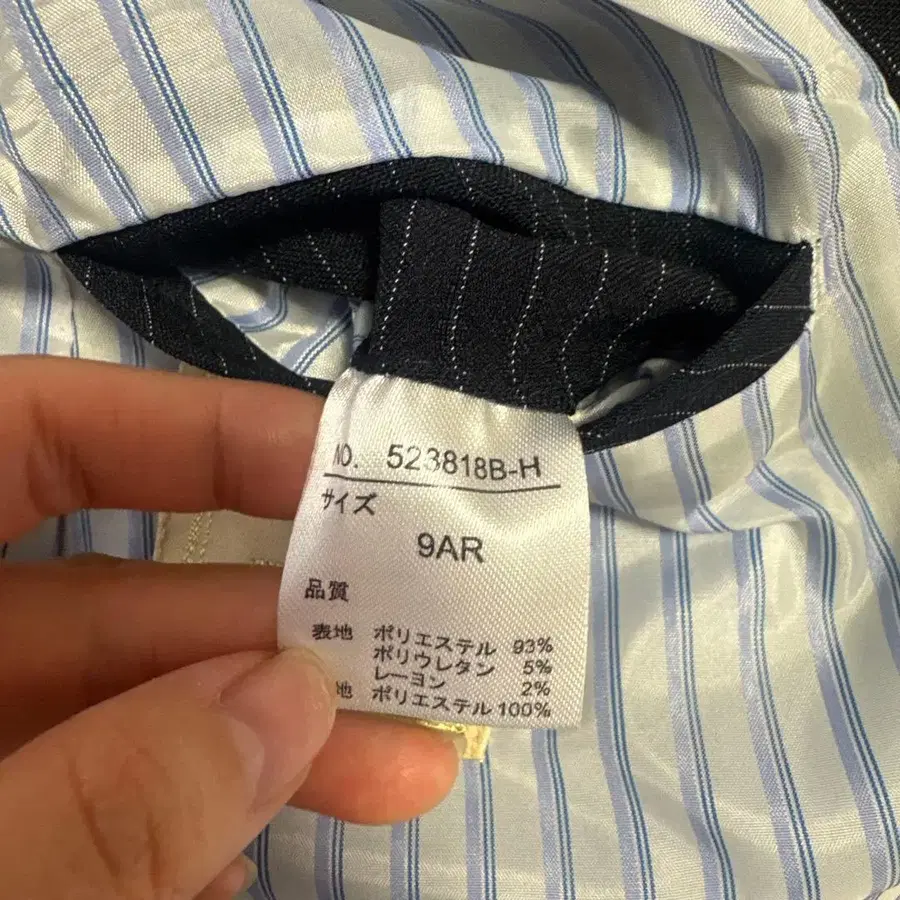 NO. 523818B-H
サイズ
9AR
品質
表地 ポリエステル 93%
ポリウレタン 5%
レーヨン 2%
地 ポリエステル 100%